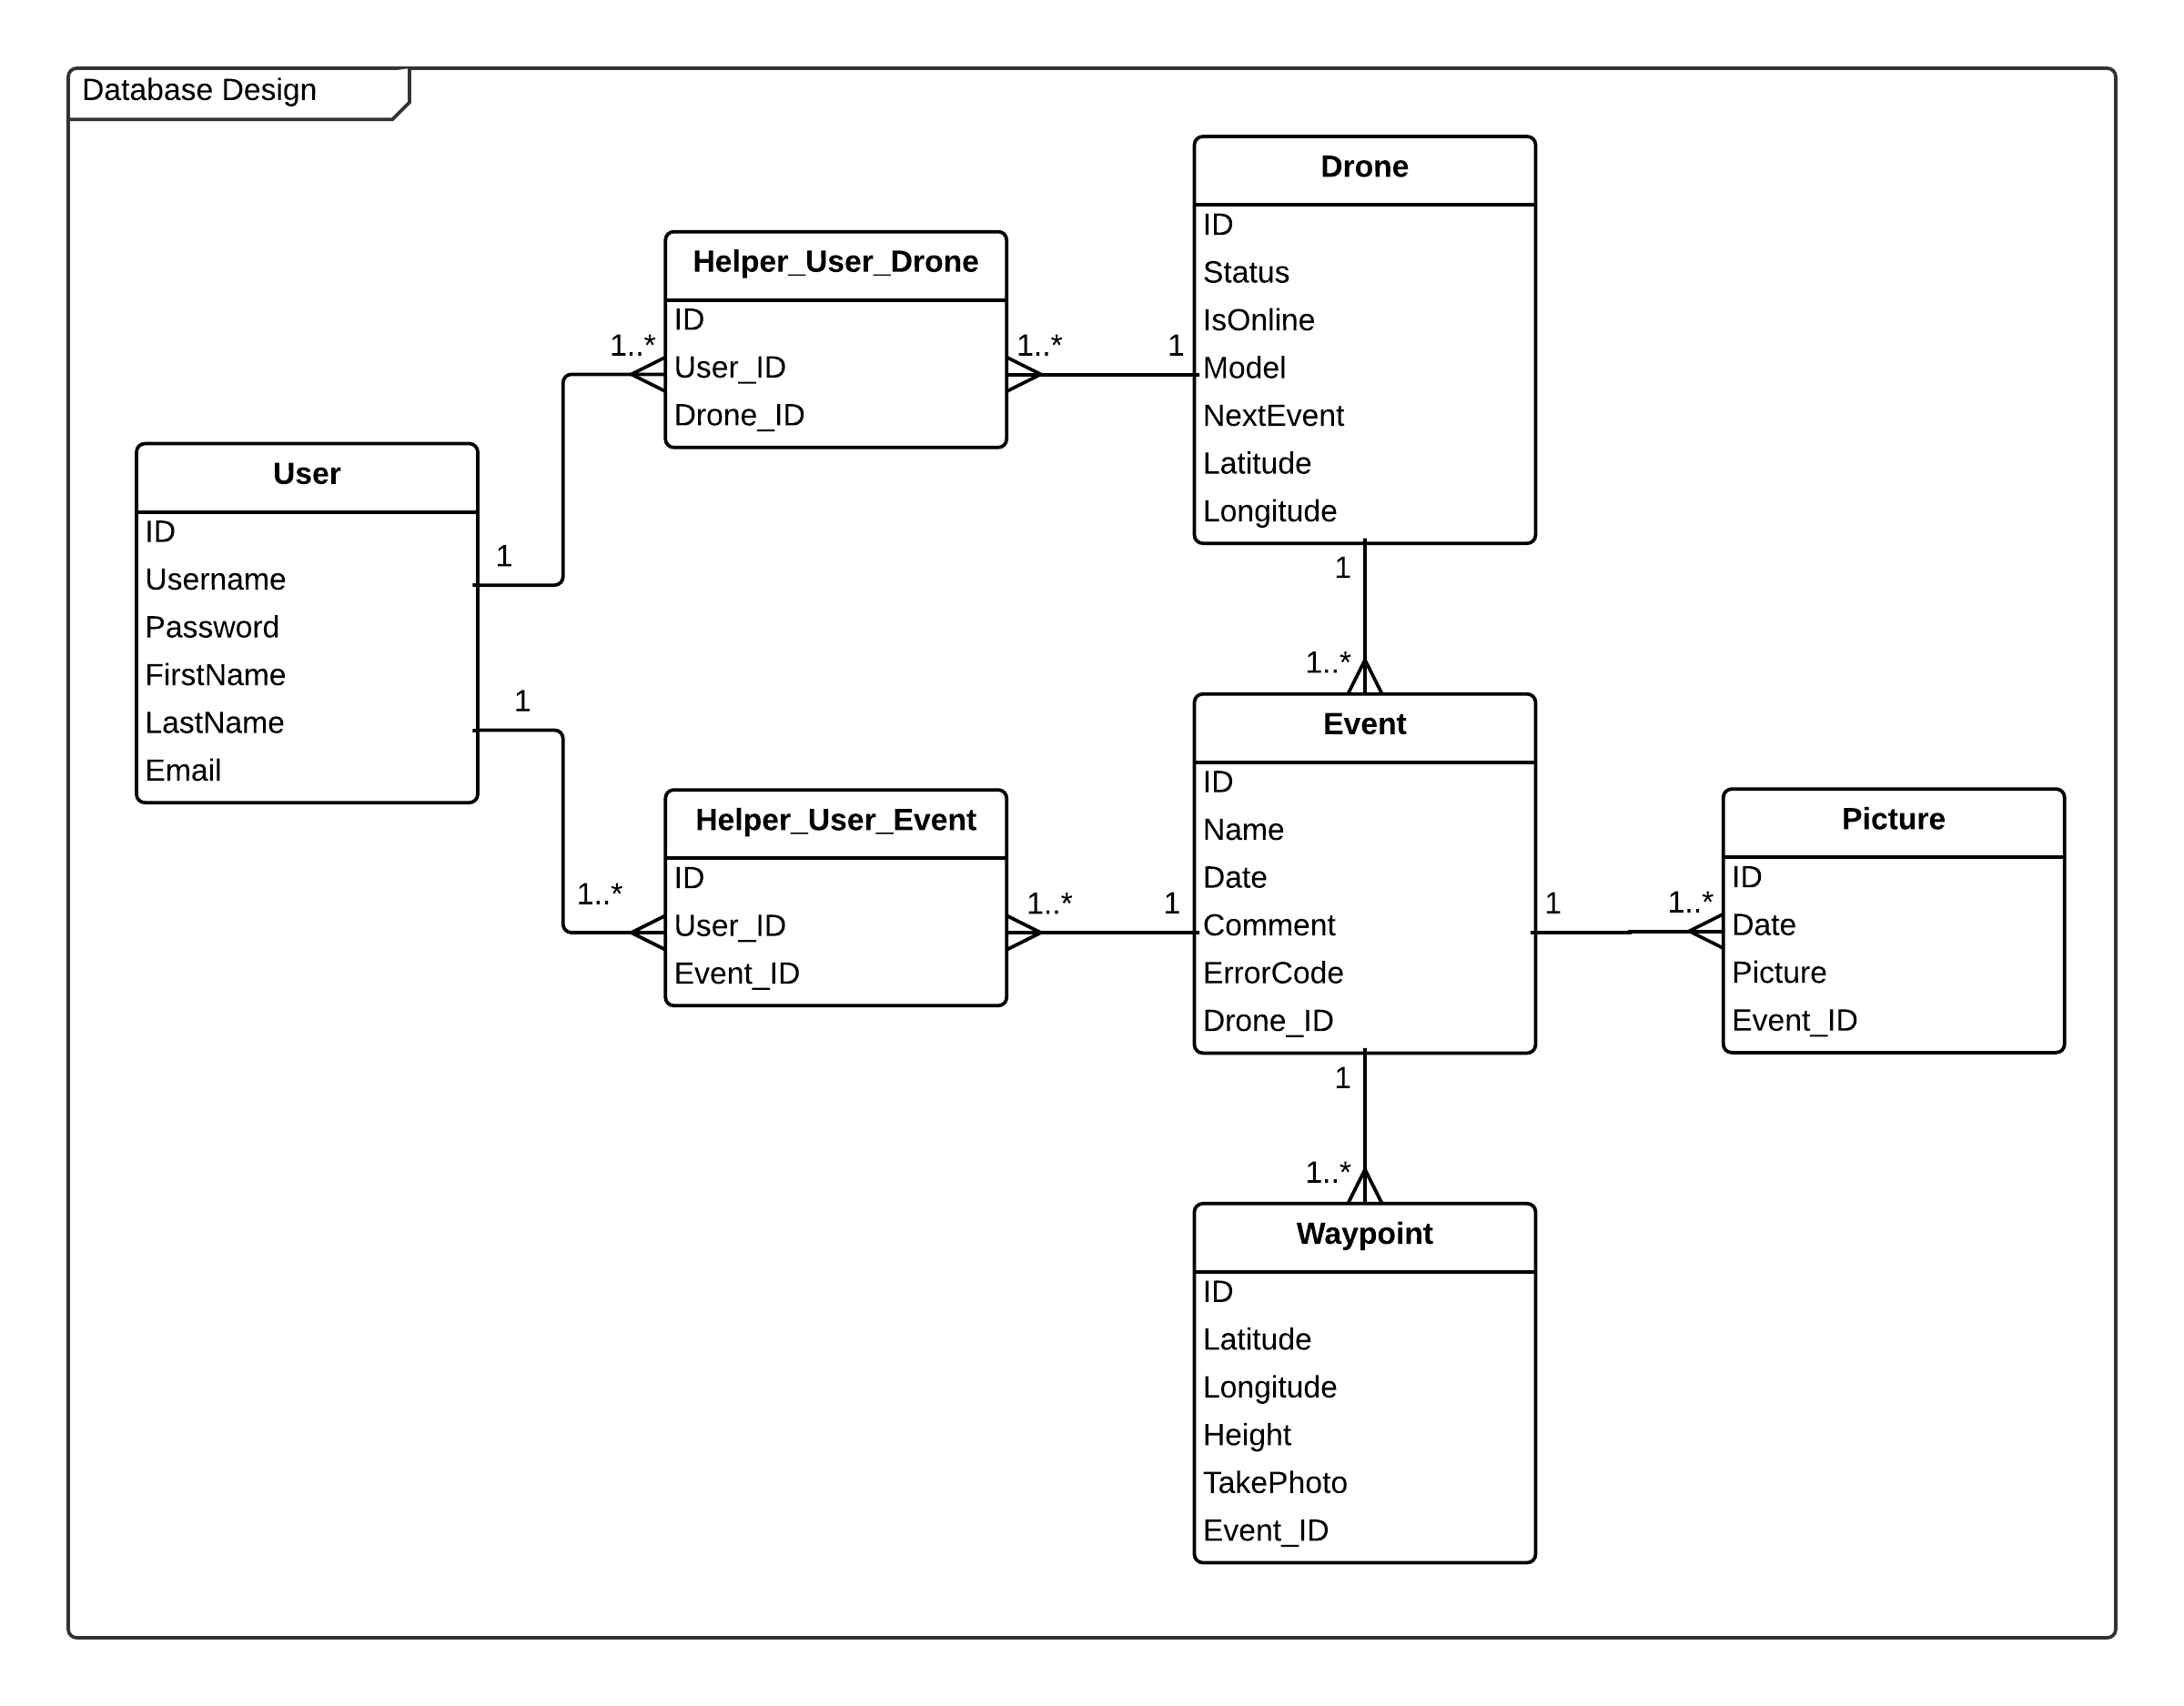 Database Design
Drone
ID
Status
IsOnline
Model
NextEvent
Latitude
Longitude
Helper_User_Drone
ID
User_ID
Drone_ID
1..*
1..*
1
User
ID
Username
Password
FirstName
LastName
Email
1
1
1
1..*
Event
ID
Name
Date
Comment
ErrorCode
Drone_ID
Helper_User_Event
ID
User_ID
Event_ID
1..*
1..*
1
1
1..*
Picture
ID
Date
Picture
Event_ID
1
1..*
Waypoint
ID
Latitude
Longitude
Height
TakePhoto
Event_ID